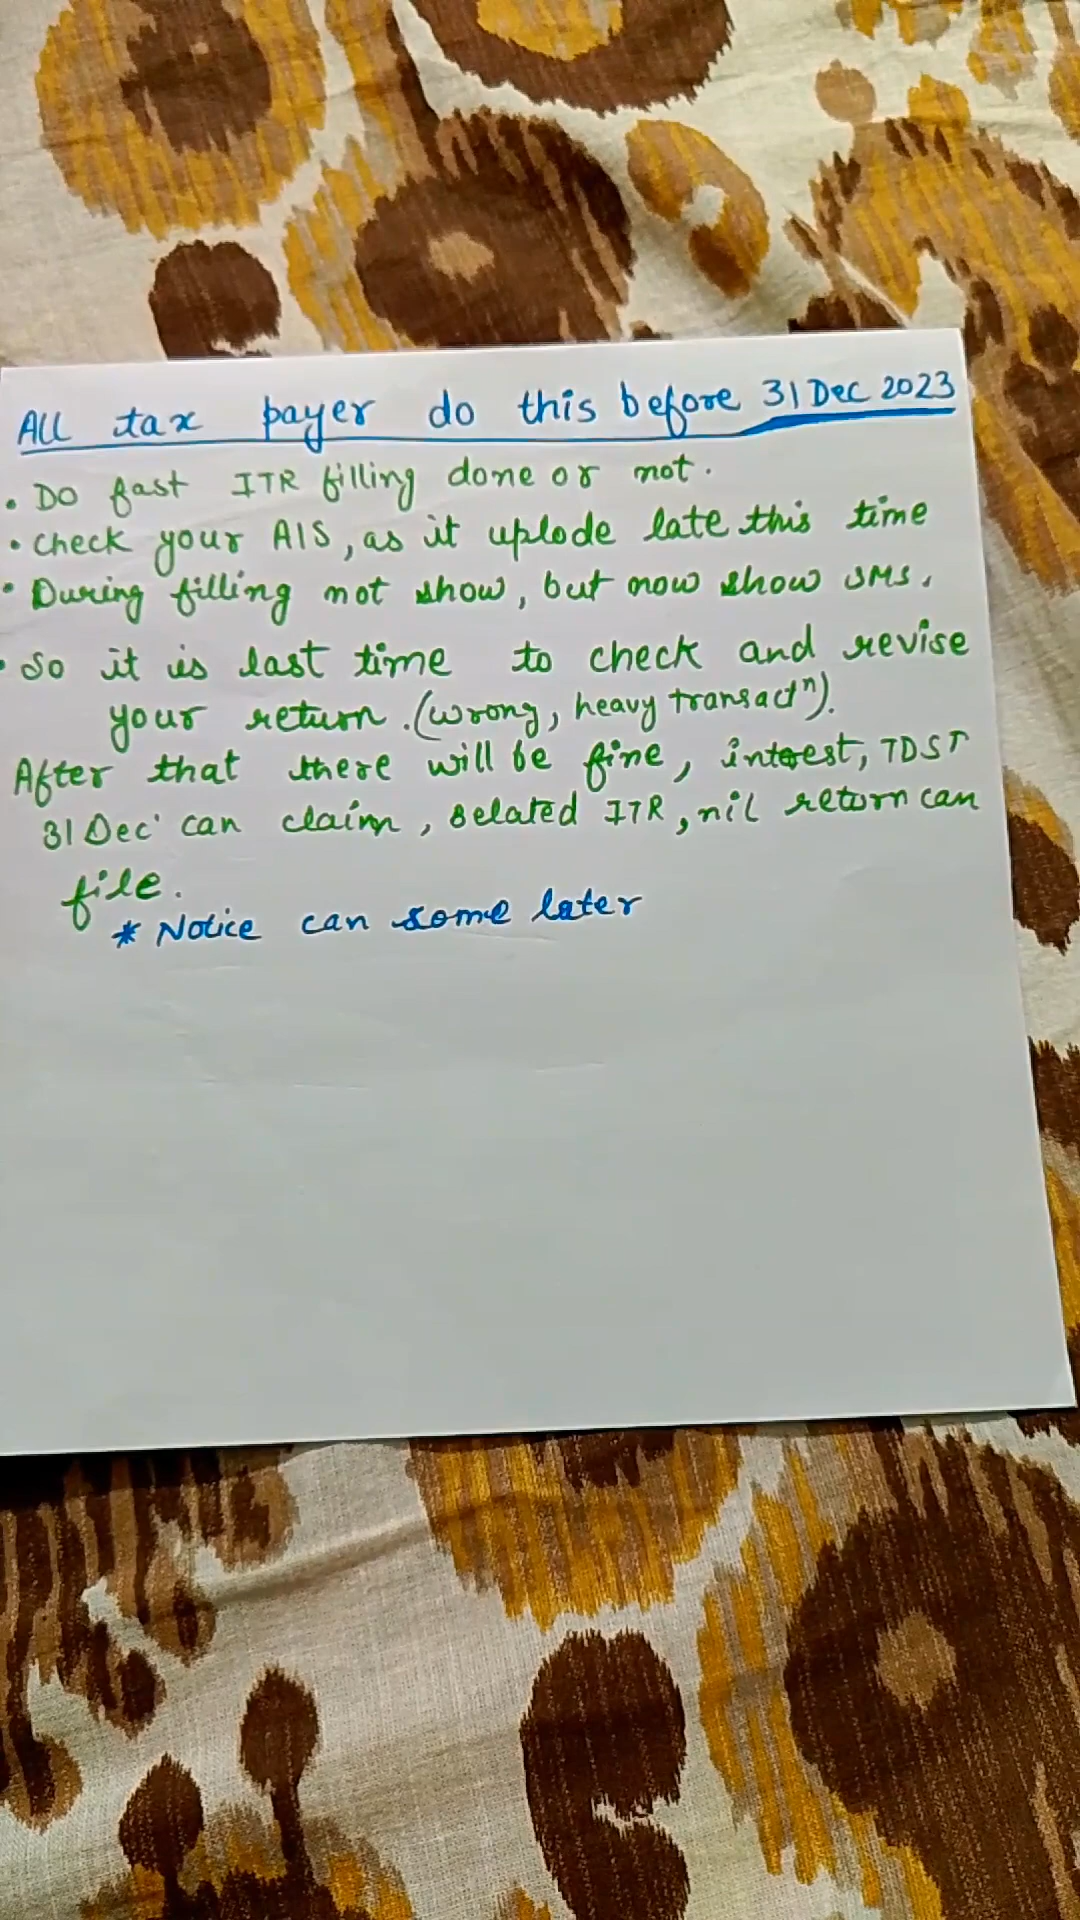 All tax payer do this before 31 Dec 2023
• Do fast ITR filling done or not.
• Check your AIS, as it uplode late this time
• During filling not show, but now show SMS.
• So it is last time to check and revise
your return. (wrong, heavy transactⁿ).
After that there will be fine, interest, TDS↑
31 Dec' can claim, belated ITR, nil return can
file.
* Notice can some later